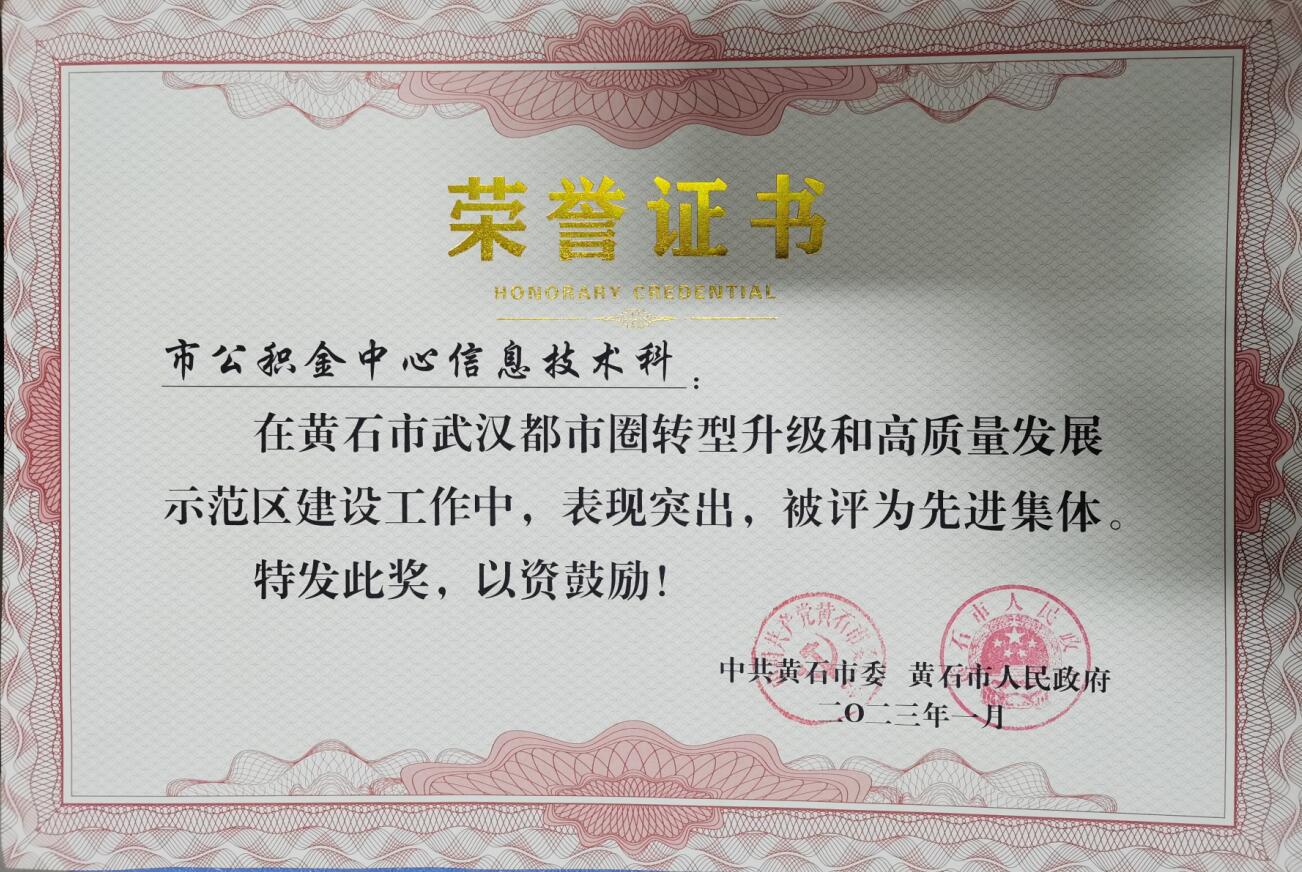 荣誉证书
HONORARY CREDENTIAL
市公积金中心信息技术科：
在黄石市武汉都市圈转型升级和高质量发展
示范区建设工作中，表现突出，被评为先进集体。
特发此奖，以资鼓励！
中共黄石市委 黄石市人民政府
二〇二三年一月